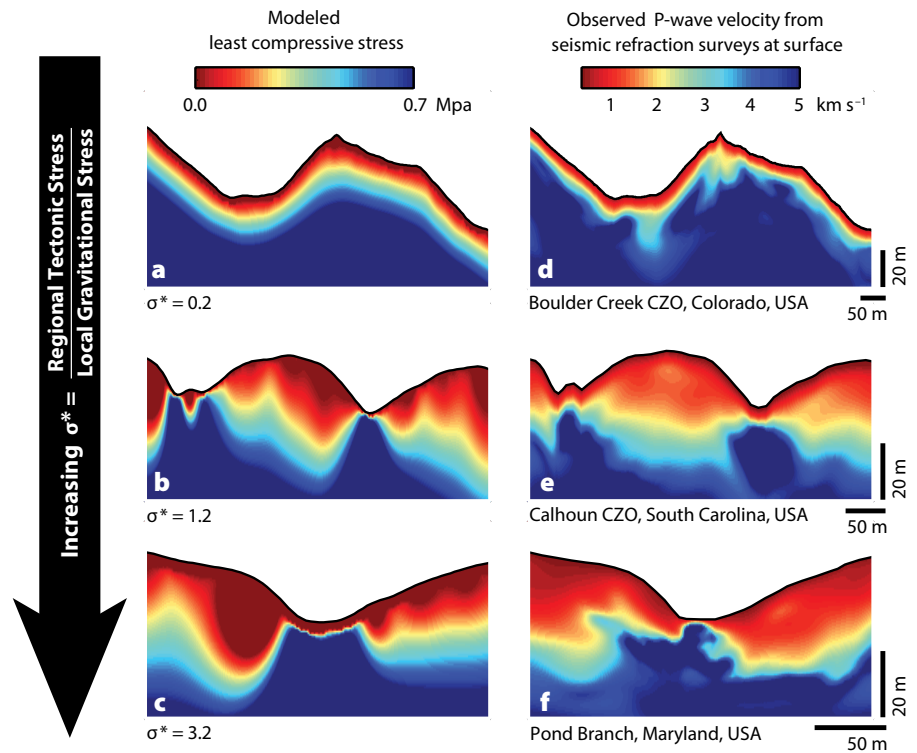 Modeled
least compressive stress
0.0 Mpa 0.7
Observed P-wave velocity from
seismic refraction surveys at surface
1 2 3 4 5 km s⁻¹
Increasing σ* = Regional Tectonic Stress
Local Gravitational Stress
a
σ* = 0.2
d
20 m
Boulder Creek CZO, Colorado, USA
50 m
b
σ* = 1.2
e
20 m
Calhoun CZO, South Carolina, USA
50 m
c
σ* = 3.2
f
20 m
Pond Branch, Maryland, USA
50 m